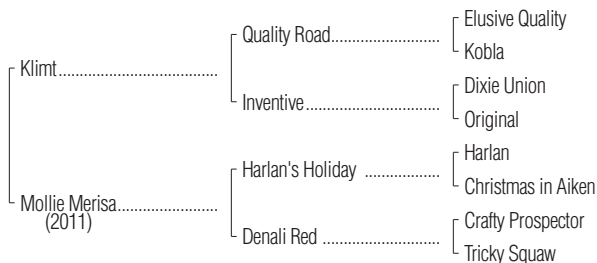 Elusive Quality
Quality Road
Kobla
Klimt
Dixie Union
Inventive
Original
Harlan
Harlan's Holiday
Christmas in Aiken
Mollie Merisa
(2011)
Crafty Prospector
Denali Red
Tricky Squaw